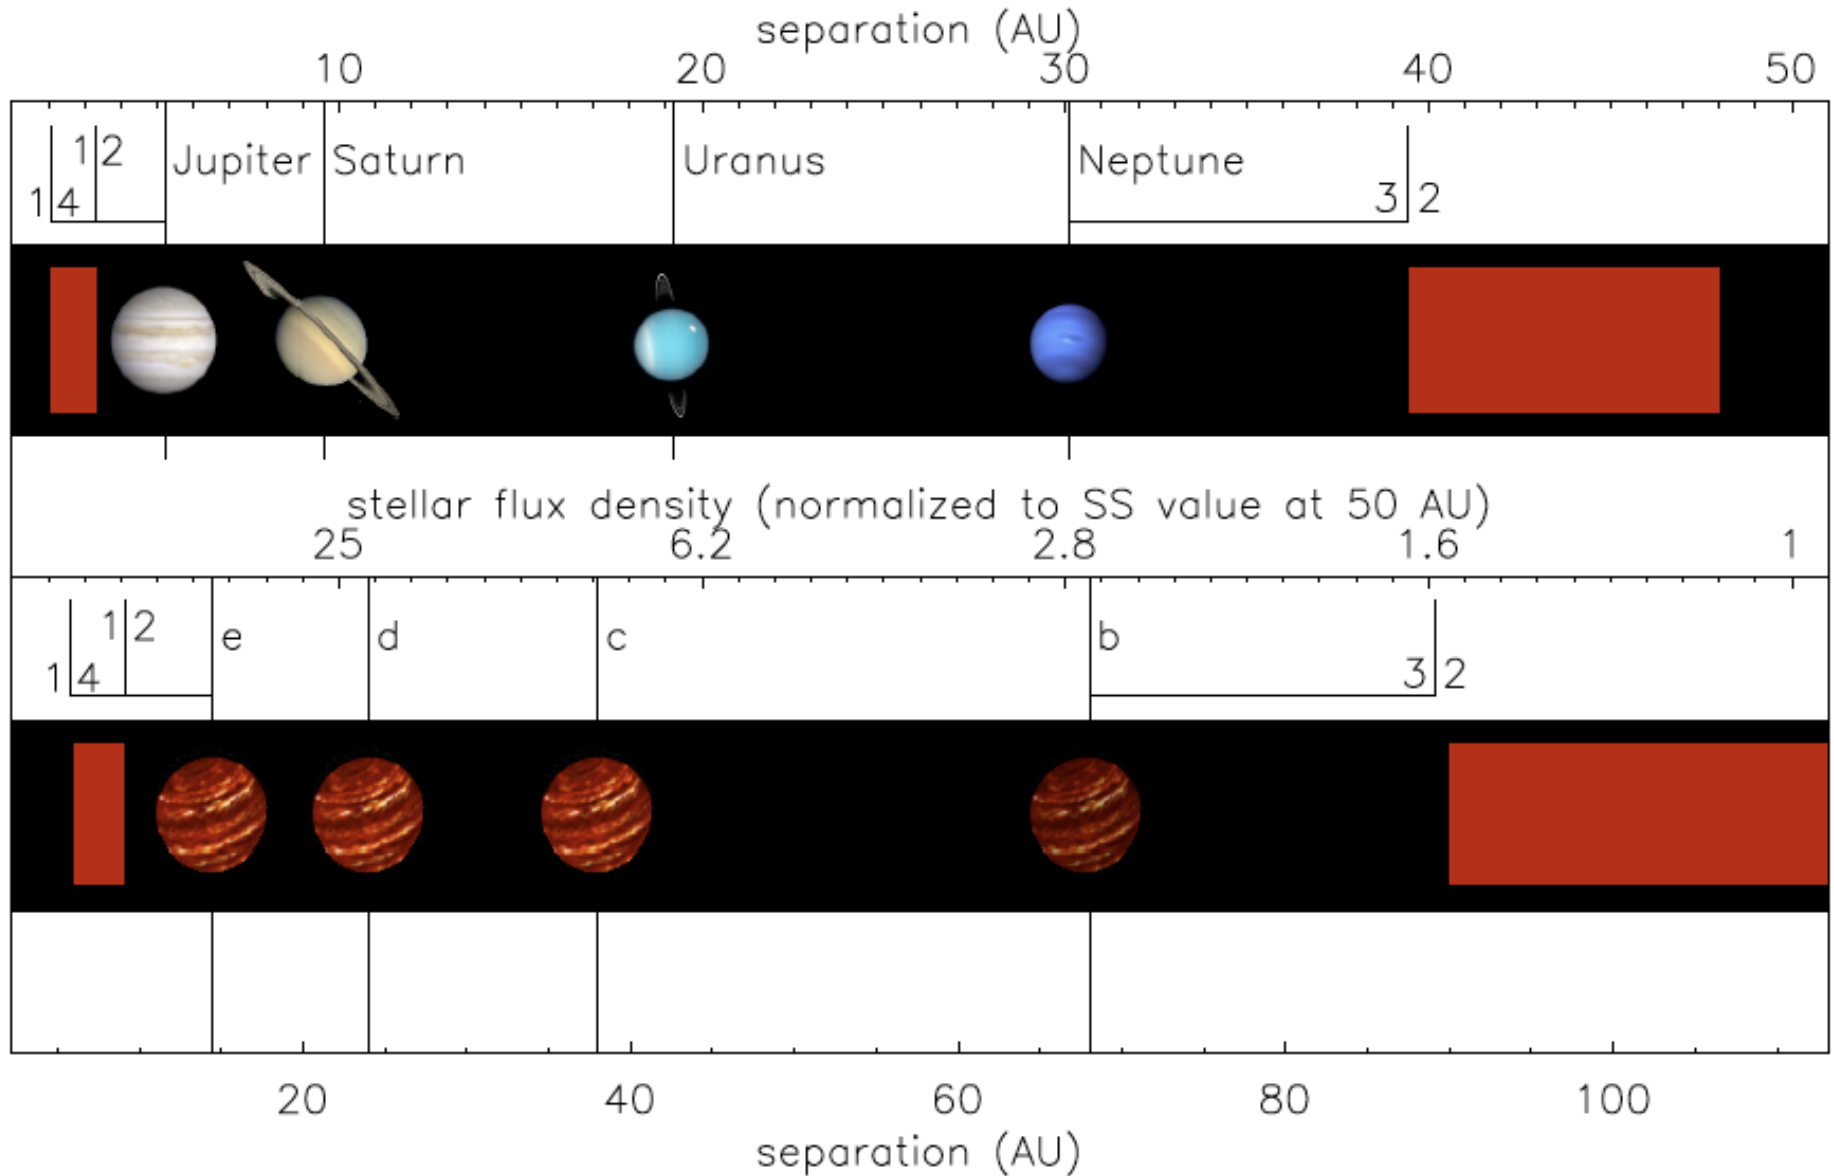 separation (AU)
10 20 30 40 50
1 2 Jupiter Saturn Uranus Neptune
1 4 3 2
stellar flux density (normalized to SS value at 50 AU)
25 6.2 2.8 1.6 1
1 2 e d c b
1 4 3 2
20 40 60 80 100
separation (AU)